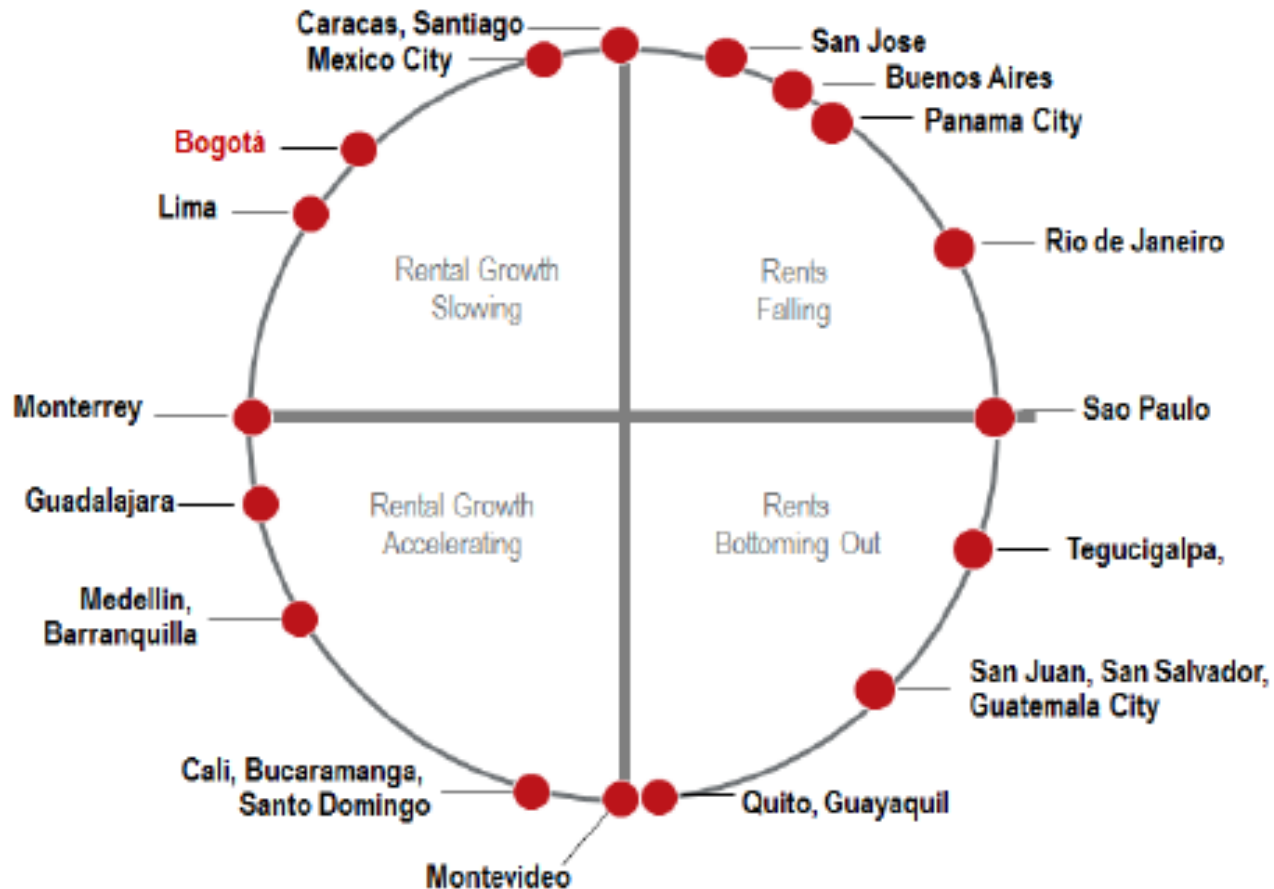 Caracas, Santiago
Mexico City
San Jose
Buenos Aires
Panama City
Bogotá
Lima
Rio de Janeiro
Rental Growth
Slowing
Rents
Falling
Monterrey
Sao Paulo
Guadalajara
Rental Growth
Accelerating
Rents
Bottoming Out
Tegucigalpa,
Medellin,
Barranquilla
San Juan, San Salvador,
Guatemala City
Cali, Bucaramanga,
Santo Domingo
Quito, Guayaquil
Montevideo